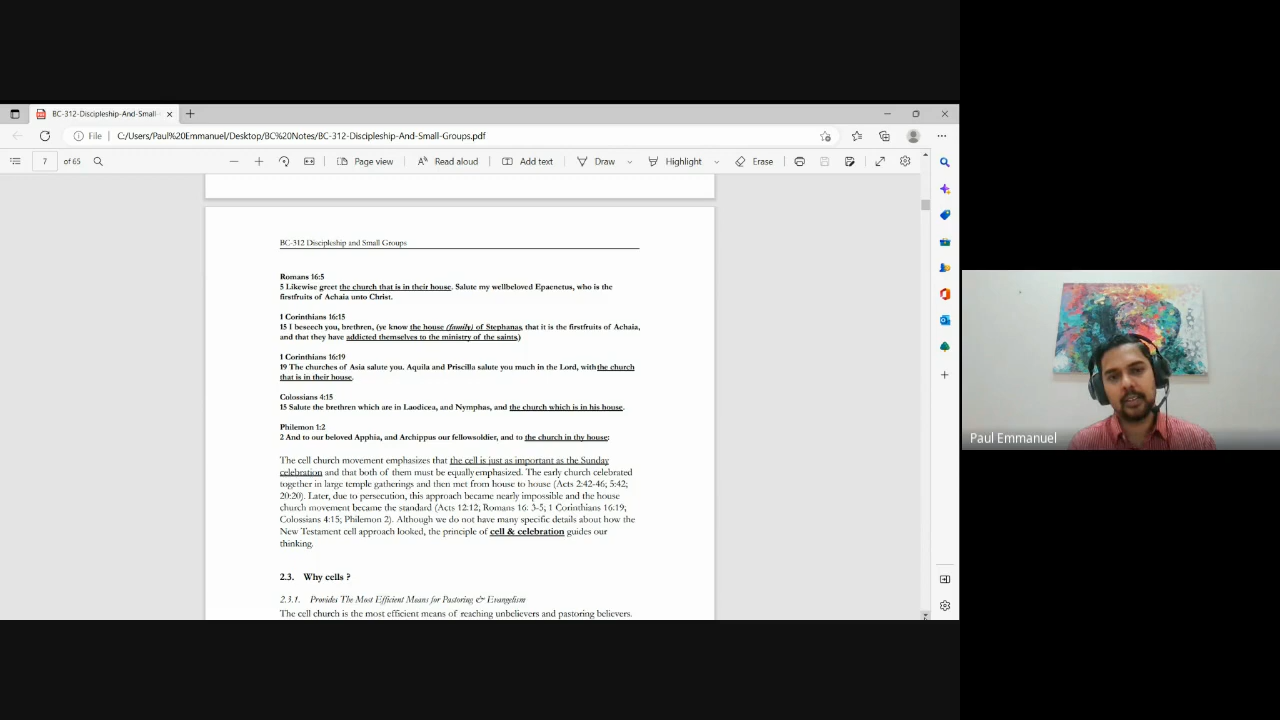 BC-312-Discipleship-And-Small-
File
C:/Users/Paul%20Emmanuel/Desktop/BC%20Notes/BC-312-Discipleship-And-Small-Groups.pdf
7 of 65
Page view
Read aloud
Add text
Draw
Highlight
Erase
BC-312 Discipleship and Small Groups
Romans 16:5
5 Likewise greet the church that is in their house. Salute my wellbeloved Epaenetus, who is the
firstfruits of Achaia unto Christ.
1 Corinthians 16:15
15 I beseech you, brethren, (ye know the house (family) of Stephanas, that it is the firstfruits of Achaia,
and that they have addicted themselves to the ministry of the saints,)
1 Corinthians 16:19
19 The churches of Asia salute you. Aquila and Priscilla salute you much in the Lord, with the church
that is in their house.
Colossians 4:15
15 Salute the brethren which are in Laodicea, and Nymphas, and the church which is in his house.
Philemon 1:2
2 And to our beloved Apphia, and Archippus our fellowsoldier, and to the church in thy house:
The cell church movement emphasizes that the cell is just as important as the Sunday
celebration and that both of them must be equally emphasized. The early church celebrated
together in large temple gatherings and then met from house to house (Acts 2:42-46; 5:42;
20:20). Later, due to persecution, this approach became nearly impossible and the house
church movement became the standard (Acts 12.12, Romans 16. 3-5, 1 Corinthians 16:19;
Colossians 4:15; Philemon 2). Although we do not have many specific details about how the
New Testament cell approach looked, the principle of cell & celebration guides our
thinking.
2.3. Why cells ?
2.3.1. Provides The Most Efficient Means for Pastoring & Evangelism
The cell church is the most efficient means of reaching unbelievers and pastoring believers.
Paul Emmanuel